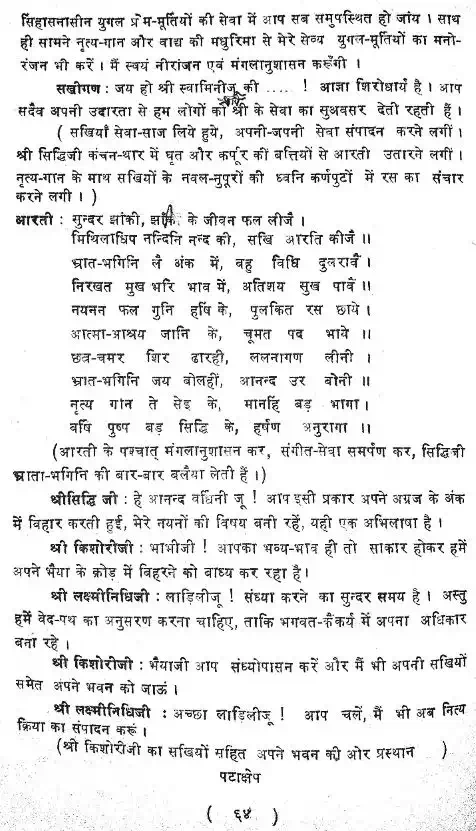 सिंहासनासीन युगल प्रेम-मूर्तियों की सेवा में आप सब समुपस्थित हो जांय । साथ
ही सामने नृत्य-गान और वाद्य की मधुरिमा से मेरे सेव्य युगल-मूर्तियों का मनो-
रंजन भी करें । मैं स्वयं नीरांजन एवं मंगलानुशासन करूँगी ।
सखीगण : जय हो श्री स्वामिनीजू की ..... ! आज्ञा शिरोधार्य है । आप
सदैव अपनी उदारता से हम लोगों को श्री के सेवा का सुअवसर देती रहती हैं ।
( सखियाँ सेवा-साज लिये हुये, अपनी-अपनी सेवा संपादन करने लगीं ।
श्री सिद्धिजी कंचन-थार में घृत और कर्पूर की बत्तियों से आरती उतारने लगीं ।
नृत्य-गान के साथ सखियों के नवल-नुपूरों की ध्वनि कर्णपुटों में रस का संचार
करने लगी । )
आरती : सुन्दर झांकी, झांकि के जीवन फल लीजै ।
मिथिलाधिप नन्दिनि नन्द की, सखि आरति कीजै ॥
भ्रात-भगिनि लै अंक में, बहु विधि दुलरावैं ।
निरखत मुख भरि भाव में, अतिशय सुख पावैं ॥
नयनन फल गुनि हर्षि के, पुलकित रस छाये ।
आत्मा-आश्रय जानि के, चूमत पद भाये ॥
छत्र-चमर शिर ढारही, ललनागण लीनी ।
भ्रात-भगिनि जय बोलहीं, आनन्द उर बोनी ॥
नृत्य गान ते सेइ के, मानहिं बड़ भागा ।
वर्षि पुष्प बड़ सिद्धि के, हर्षण अनुरागा ॥
(आरती के पश्चात् मंगलानुशासन कर, संगीत-सेवा समर्पण कर, सिद्धिजी
भ्राता-भगिनि की बार-बार बलैया लेती हैं ।)
श्रीसिद्धि जी : हे आनन्द वर्धिनी जू ! आप इसी प्रकार अपने अग्रज के अंक
में विहार करती हुई, मेरे नयनों की विषय बनी रहें, यही एक अभिलाषा है ।
श्री किशोरीजी : भाभीजी ! आपका भव्य-भाव ही तो साकार होकर हमें
अपने भैया के क्रोड़ में बिहरने को बाध्य कर रहा है ।
श्री लक्ष्मीनिधिजी : लाड़िलीजू ! संध्या करने का सुन्दर समय है । अस्तु
हमें वेद-पथ का अनुसरण करना चाहिए, ताकि भगवत-कैंकर्य में अपना अधिकार
बना रहे ।
श्री किशोरीजी : भैयाजी आप संध्योपासन करें और मैं भी अपनी सखियों
समेत अपने भवन को जाऊं ।
श्री लक्ष्मीनिधिजी : अच्छा लाड़िलीजू ! आप चलें, मैं भी अब नित्य
क्रिया का संपादन करूं ।
(श्री किशोरीजी का सखियों सहित अपने भवन की ओर प्रस्थान )
पटाक्षेप
( ६४ )